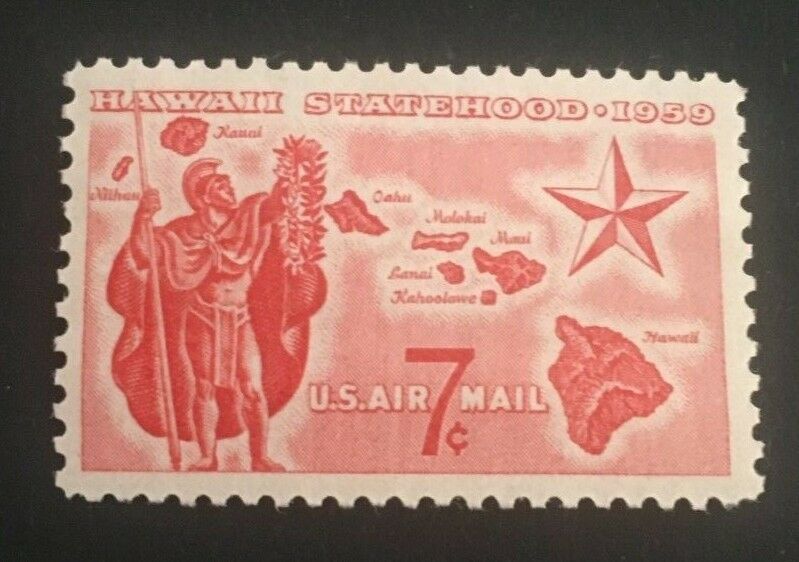 HAWAII STATEHOOD · 1959
Kauai
Niihau
Oahu
Molokai
Maui
Lanai
Kahoolawe
Hawaii
7¢
U.S. AIR MAIL